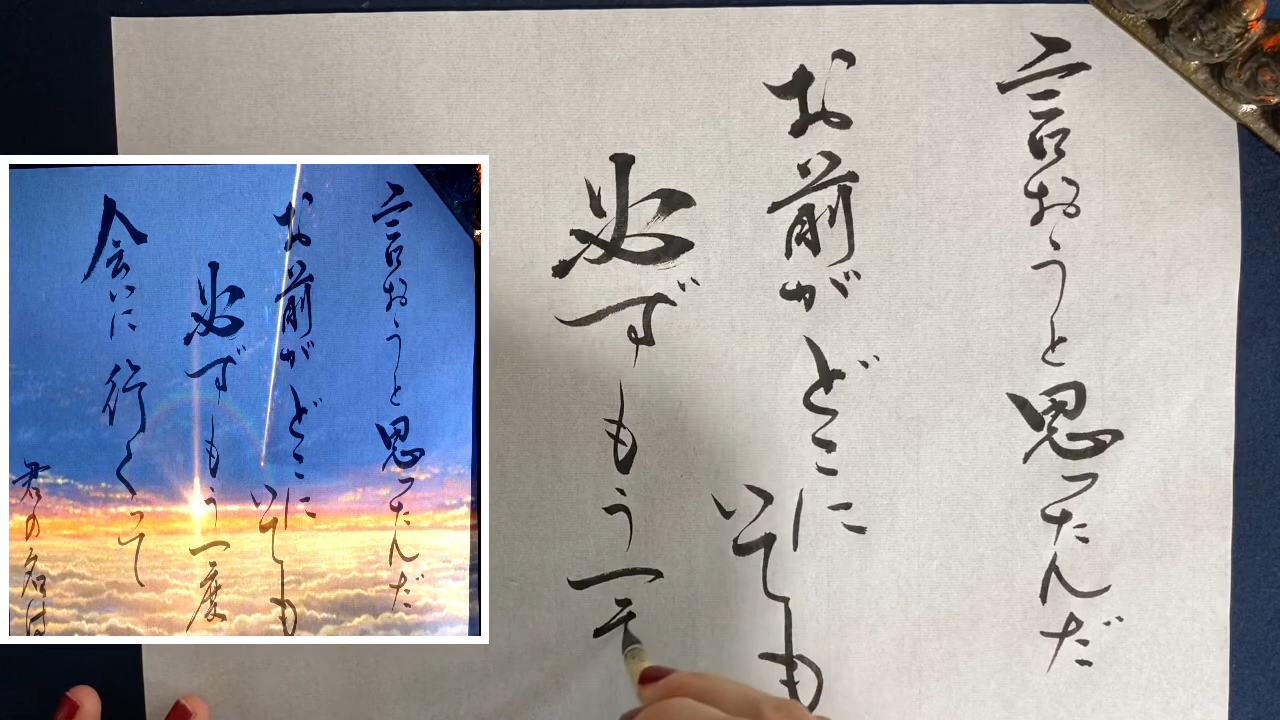 言おうと思ったんだ
お前がどこにいても
必ずもう一
言おうと思ったんだ
お前がどこにいても
必ずもう一度
会いに行くって
君の名は